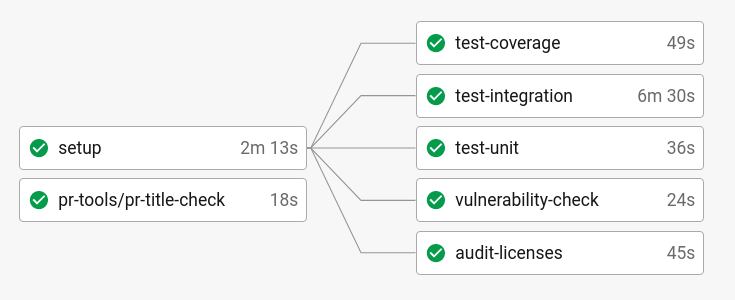 setup 2m 13s
pr-tools/pr-title-check 18s
test-coverage 49s
test-integration 6m 30s
test-unit 36s
vulnerability-check 24s
audit-licenses 45s